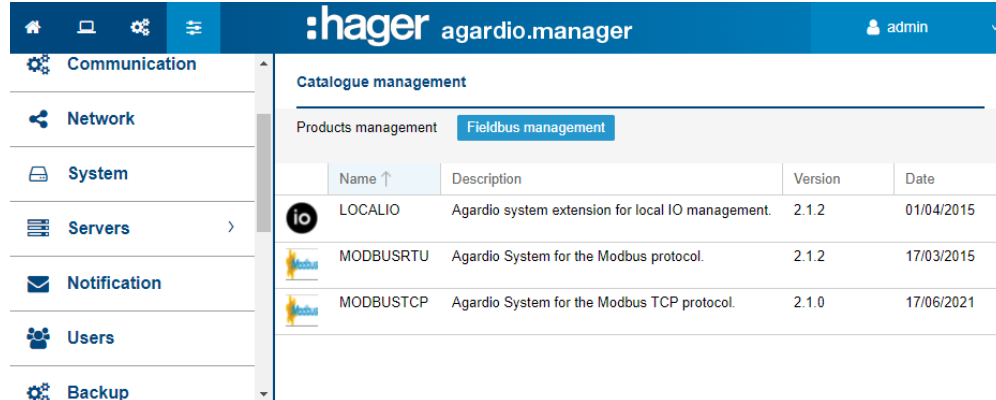 :hager agardio.manager
admin
Communication
Network
System
Servers
Notification
Users
Backup
Catalogue management
Products management Fieldbus management
Name ↑ Description Version Date
io LOCALIO Agardio system extension for local IO management. 2.1.2 01/04/2015
Modbus MODBUSRTU Agardio System for the Modbus protocol. 2.1.2 17/03/2015
Modbus MODBUSTCP Agardio System for the Modbus TCP protocol. 2.1.0 17/06/2021